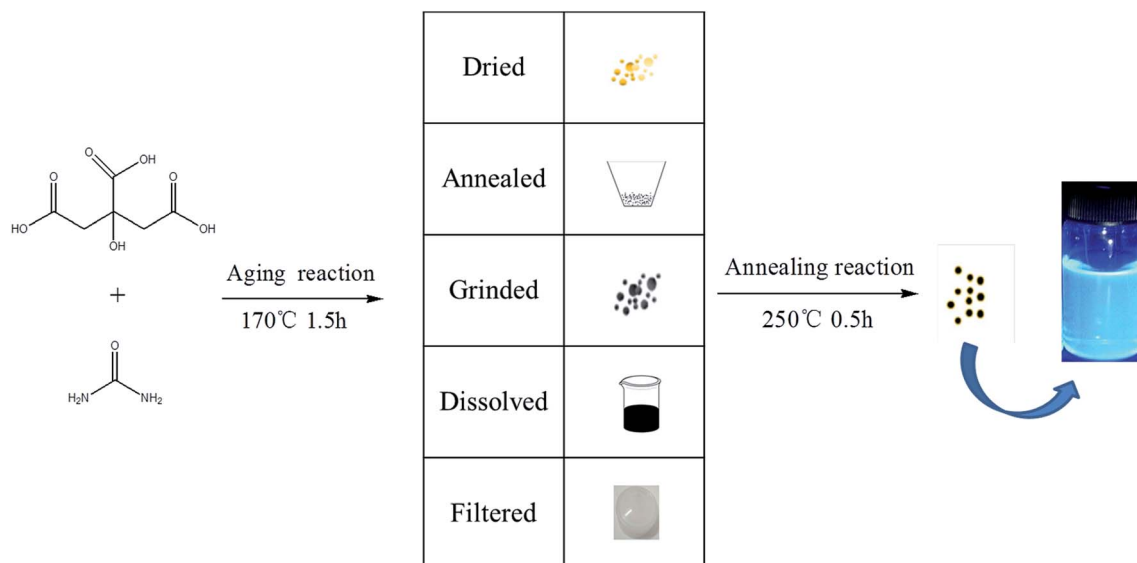 O
OH
O
O
HO
OH
OH
+
O
H₂N
NH₂
Aging reaction
170℃ 1.5h
Dried
Annealed
Grinded
Dissolved
Filtered
Annealing reaction
250℃ 0.5h